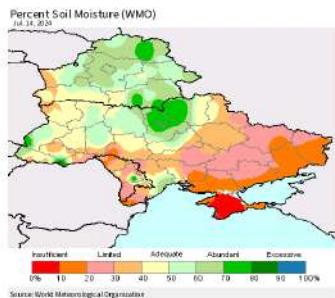 Percent Soil Moisture (WMO)
Jul. 14, 2024
Insufficient Limited Adequate Abundant Excessive
0% 10 20 30 40 50 60 70 80 90 100%
Source: World Meteorological Organization